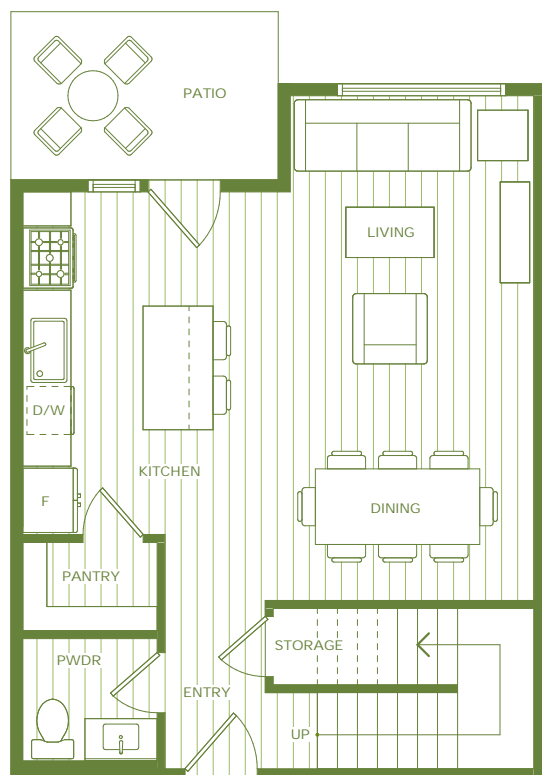 PATIO
LIVING
D/W
KITCHEN
F
DINING
PANTRY
STORAGE
PWDR
ENTRY
UP